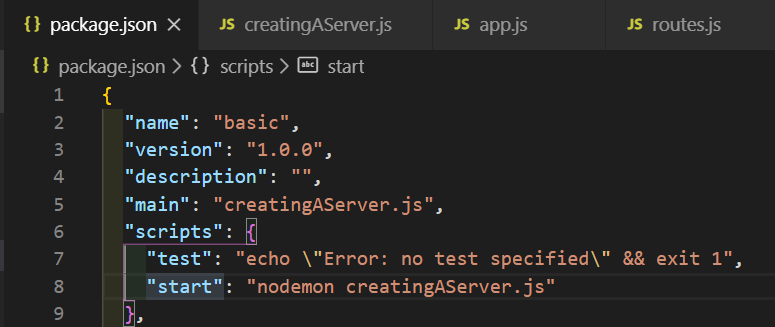 {} package.json ×
JS creatingAServer.js
JS app.js
JS routes.js
{} package.json > {} scripts > abc start
1 {
2 "name": "basic",
3 "version": "1.0.0",
4 "description": "",
5 "main": "creatingAServer.js",
6 "scripts": {
7 "test": "echo \"Error: no test specified\" && exit 1",
8 "start": "nodemon creatingAServer.js"
9 },